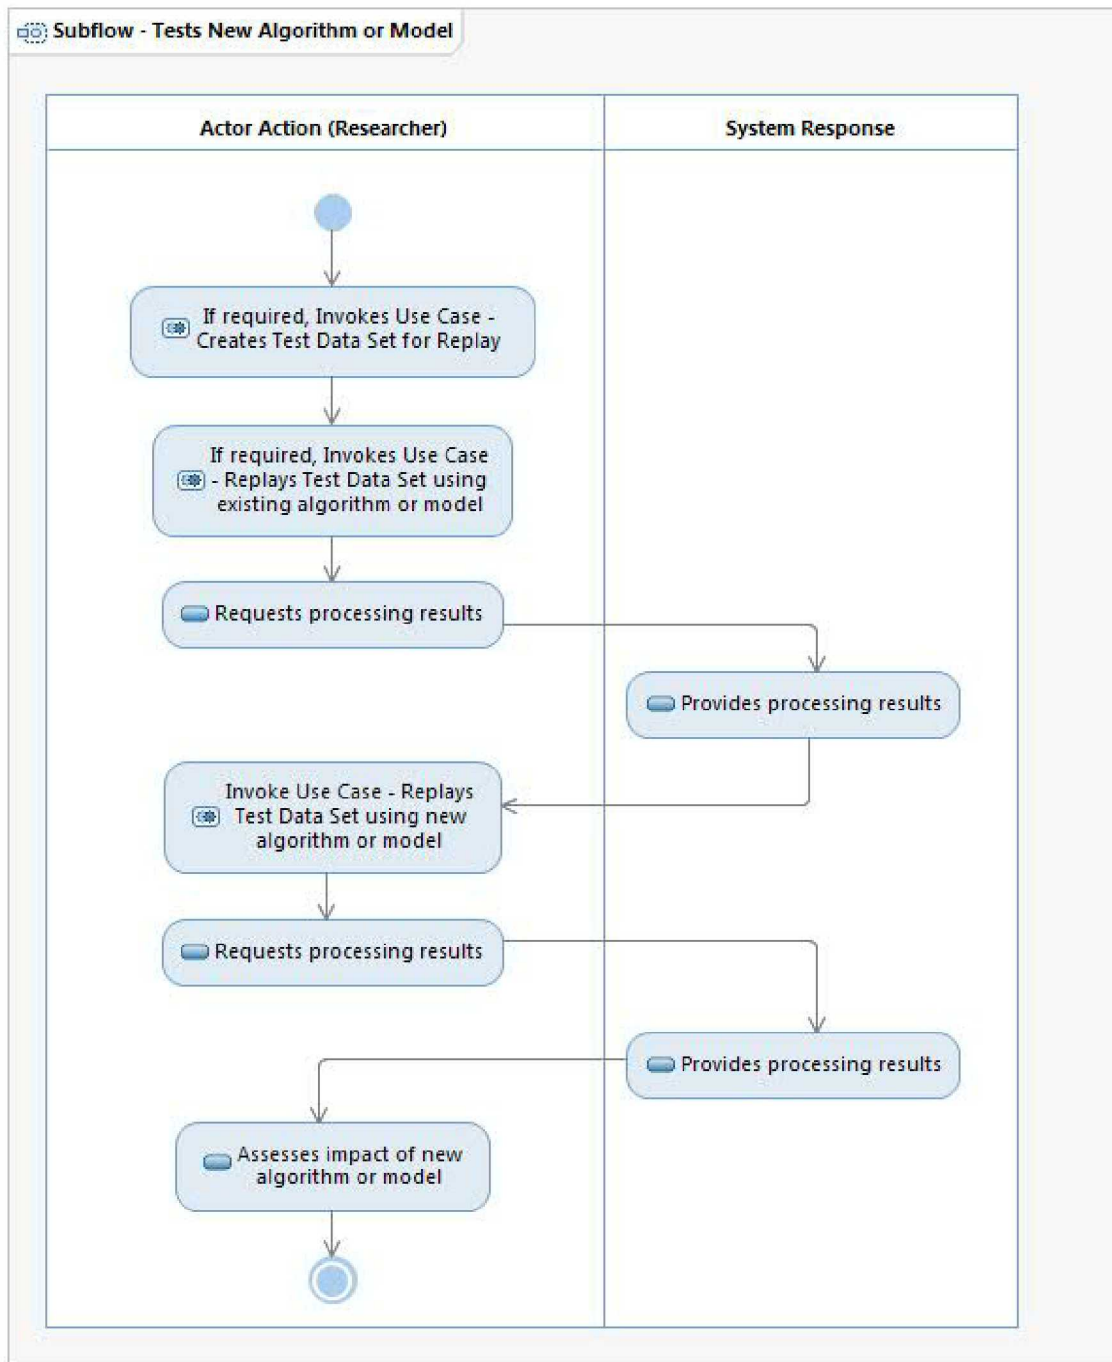 Subflow - Tests New Algorithm or Model
Actor Action (Researcher)
System Response
If required, Invokes Use Case -
Creates Test Data Set for Replay
If required, Invokes Use Case
- Replays Test Data Set using
existing algorithm or model
Requests processing results
Provides processing results
Invoke Use Case - Replays
Test Data Set using new
algorithm or model
Requests processing results
Provides processing results
Assesses impact of new
algorithm or model